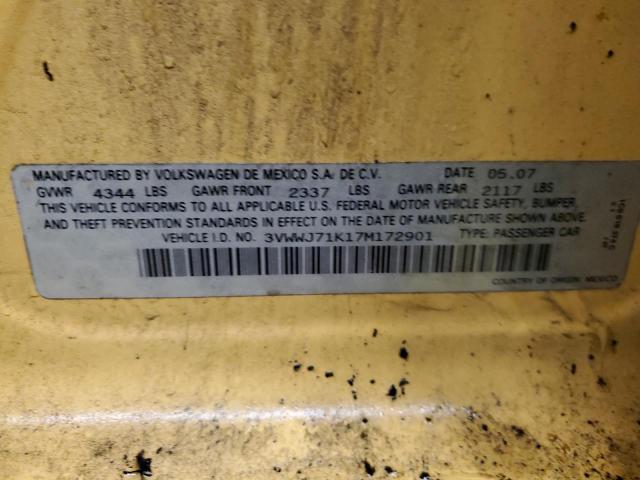 MANUFACTURED BY VOLKSWAGEN DE MEXICO S.A. DE C.V. DATE 05.07
GVWR 4344 LBS GAWR FRONT 2337 LBS GAWR REAR 2117 LBS
THIS VEHICLE CONFORMS TO ALL APPLICABLE U.S. FEDERAL MOTOR VEHICLE SAFETY, BUMPER,
AND THEFT PREVENTION STANDARDS IN EFFECT ON THE DATE OF MANUFACTURE SHOWN ABOVE.
VEHICLE I.D. NO. 3VWWJ71K17M172901 TYPE: PASSENGER CAR
COUNTRY OF ORIGIN: MEXICO